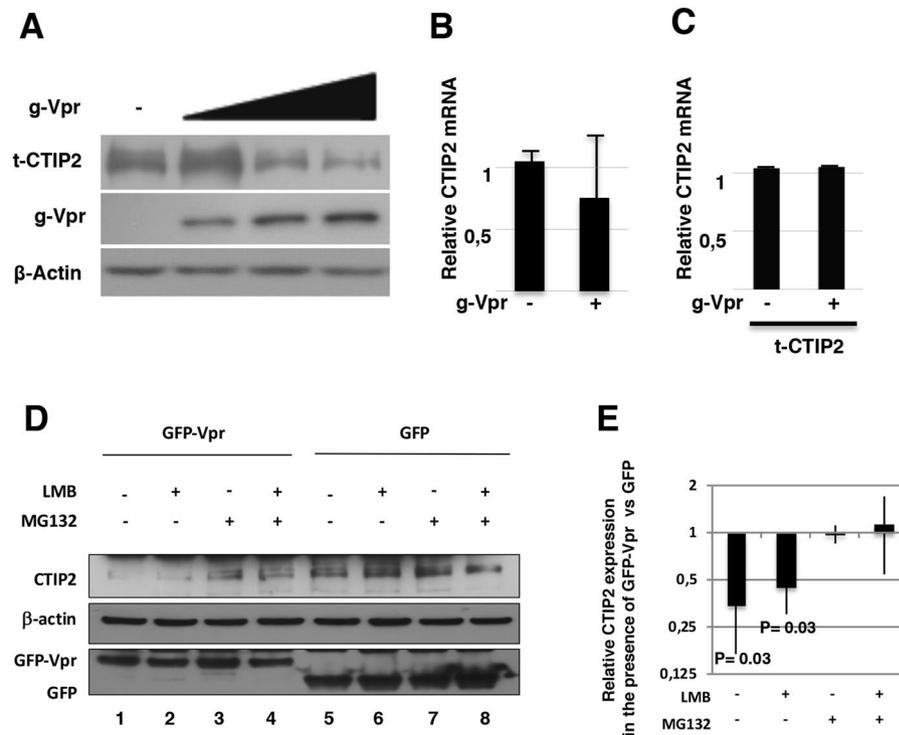 A
g-Vpr -
t-CTIP2
g-Vpr
β-Actin
B
Relative CTIP2 mRNA
1
0,5
g-Vpr - +
C
Relative CTIP2 mRNA
1
0,5
g-Vpr - +
t-CTIP2
D
GFP-Vpr GFP
LMB - + - + - + - +
MG132 - - + + - - + +
CTIP2
β-actin
GFP-Vpr
GFP
1 2 3 4 5 6 7 8
E
Relative CTIP2 expression
in the presence of GFP-Vpr vs GFP
2
1
0,5
0,25
0,125
P= 0.03
P= 0.03
LMB - + - +
MG132 - - + +